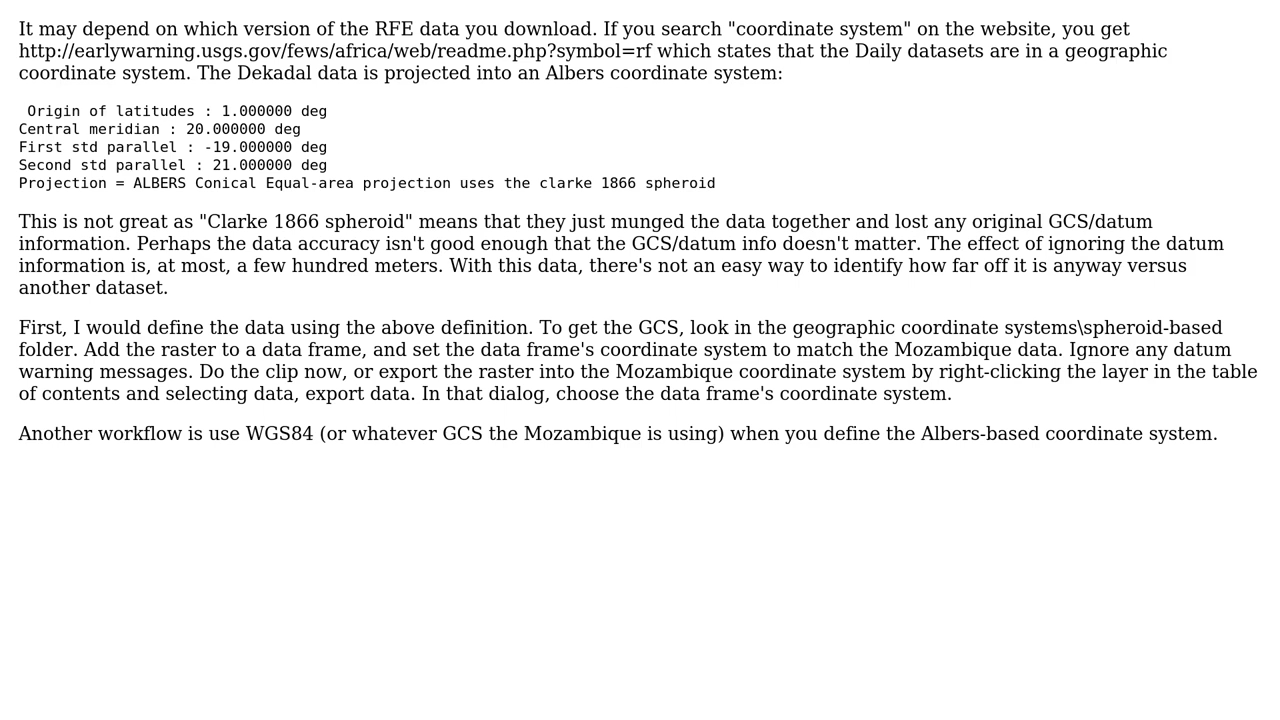 It may depend on which version of the RFE data you download. If you search "coordinate system" on the website, you get
http://earlywarning.usgs.gov/fews/africa/web/readme.php?symbol=rf which states that the Daily datasets are in a geographic
coordinate system. The Dekadal data is projected into an Albers coordinate system:
Origin of latitudes : 1.000000 deg
Central meridian : 20.000000 deg
First std parallel : -19.000000 deg
Second std parallel : 21.000000 deg
Projection = ALBERS Conical Equal-area projection uses the clarke 1866 spheroid
This is not great as "Clarke 1866 spheroid" means that they just munged the data together and lost any original GCS/datum
information. Perhaps the data accuracy isn't good enough that the GCS/datum info doesn't matter. The effect of ignoring the datum
information is, at most, a few hundred meters. With this data, there's not an easy way to identify how far off it is anyway versus
another dataset.
First, I would define the data using the above definition. To get the GCS, look in the geographic coordinate systems\spheroid-based
folder. Add the raster to a data frame, and set the data frame's coordinate system to match the Mozambique data. Ignore any datum
warning messages. Do the clip now, or export the raster into the Mozambique coordinate system by right-clicking the layer in the table
of contents and selecting data, export data. In that dialog, choose the data frame's coordinate system.
Another workflow is use WGS84 (or whatever GCS the Mozambique is using) when you define the Albers-based coordinate system.